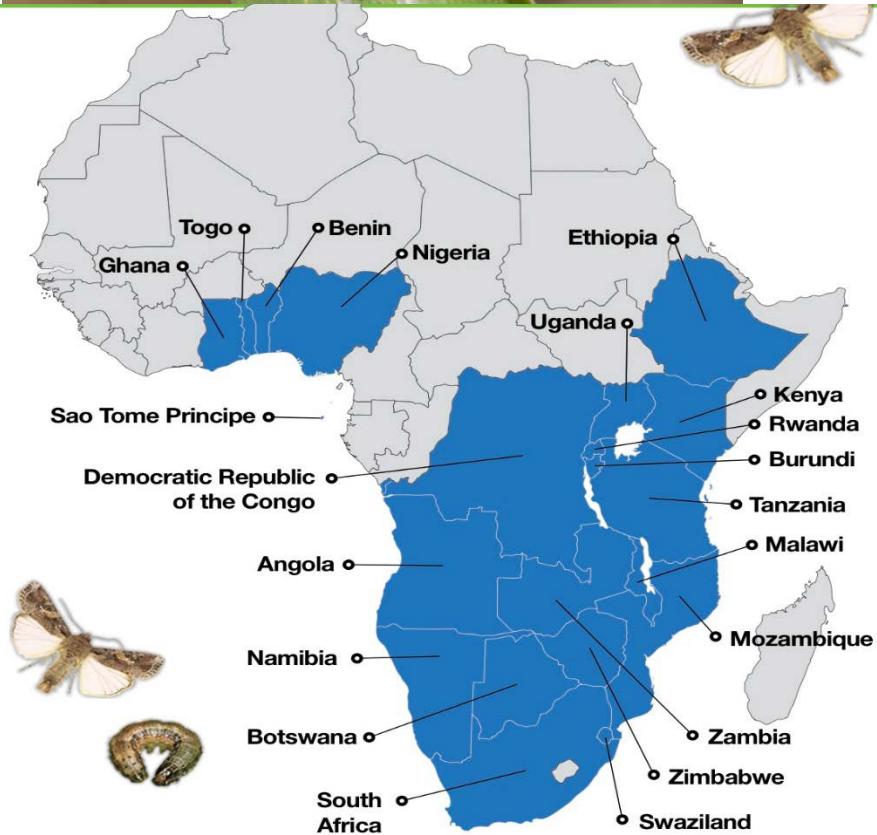 Togo
Benin
Nigeria
Ghana
Ethiopia
Uganda
Sao Tome Principe
Kenya
Rwanda
Democratic Republic
of the Congo
Burundi
Tanzania
Malawi
Angola
Mozambique
Namibia
Botswana
Zambia
Zimbabwe
South
Africa
Swaziland